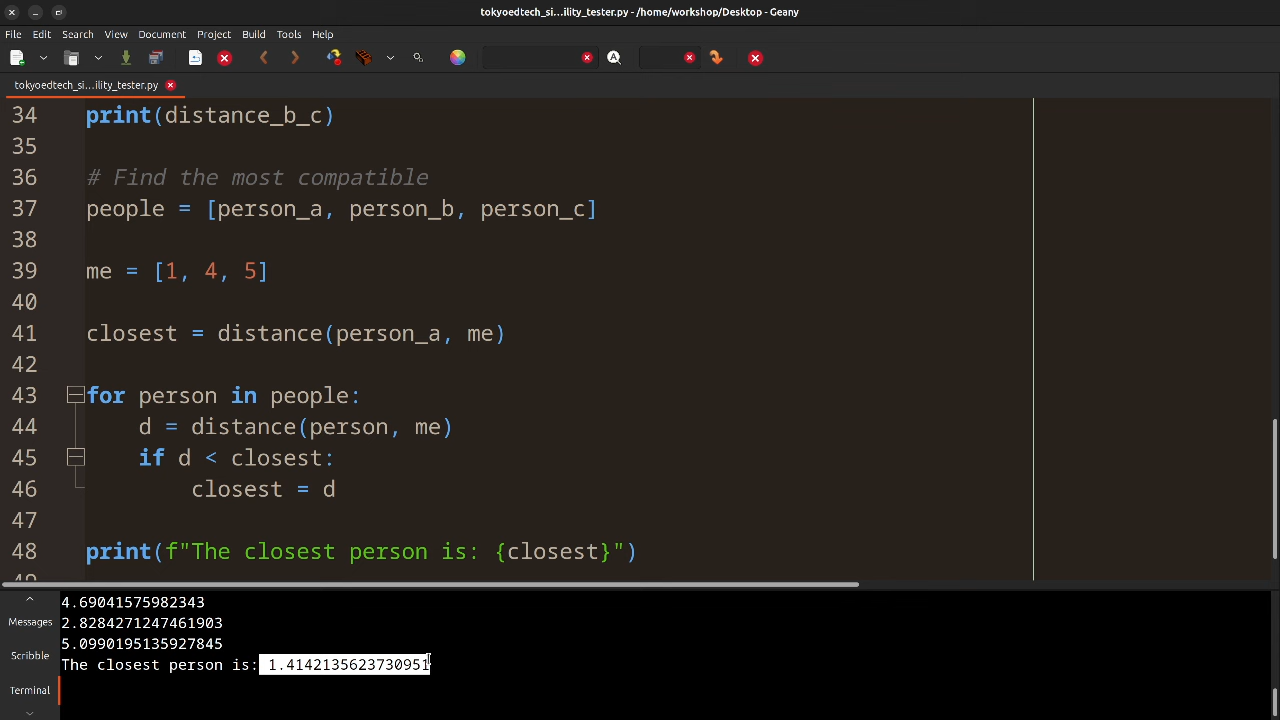 tokyoedtech_si...ility_tester.py - /home/workshop/Desktop - Geany
File Edit Search View Document Project Build Tools Help
tokyoedtech_si...ility_tester.py
34 print(distance_b_c)
35
36 # Find the most compatible
37 people = [person_a, person_b, person_c]
38
39 me = [1, 4, 5]
40
41 closest = distance(person_a, me)
42
43 for person in people:
44 d = distance(person, me)
45 if d < closest:
46 closest = d
47
48 print(f"The closest person is: {closest}")
Messages
Scribble
Terminal
4.69041575982343
2.8284271247461903
5.0990195135927845
The closest person is: 1.4142135623730951